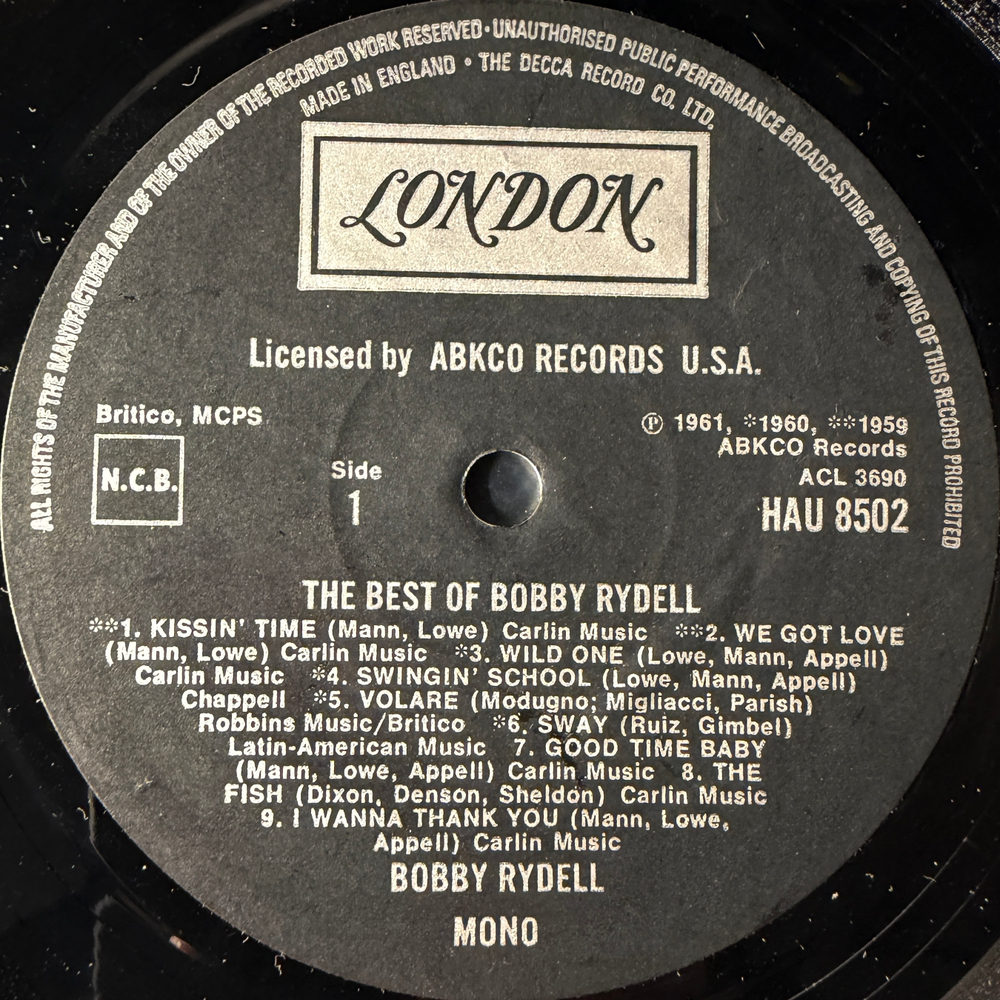 ALL RIGHTS OF THE MANUFACTURER AND OF THE OWNER OF THE RECORDED WORK RESERVED · UNAUTHORISED PUBLIC PERFORMANCE BROADCASTING AND COPYING OF THIS RECORD PROHIBITED
MADE IN ENGLAND • THE DECCA RECORD CO. LTD.
LONDON
Licensed by ABKCO RECORDS U.S.A.
Britico, MCPS
N.C.B.
Side
1
℗ 1961, *1960, **1959
ABKCO Records
ACL 3690
HAU 8502
THE BEST OF BOBBY RYDELL
**1. KISSIN' TIME (Mann, Lowe) Carlin Music **2. WE GOT LOVE
(Mann, Lowe) Carlin Music *3. WILD ONE (Lowe, Mann, Appell)
Carlin Music *4. SWINGIN' SCHOOL (Lowe, Mann, Appell)
Chappell *5. VOLARE (Modugno; Migliacci, Parish)
Robbins Music/Britico *6. SWAY (Ruiz, Gimbel)
Latin-American Music 7. GOOD TIME BABY
(Mann, Lowe, Appell) Carlin Music 8. THE
FISH (Dixon, Denson, Sheldon) Carlin Music
9. I WANNA THANK YOU (Mann, Lowe,
Appell) Carlin Music
BOBBY RYDELL
MONO